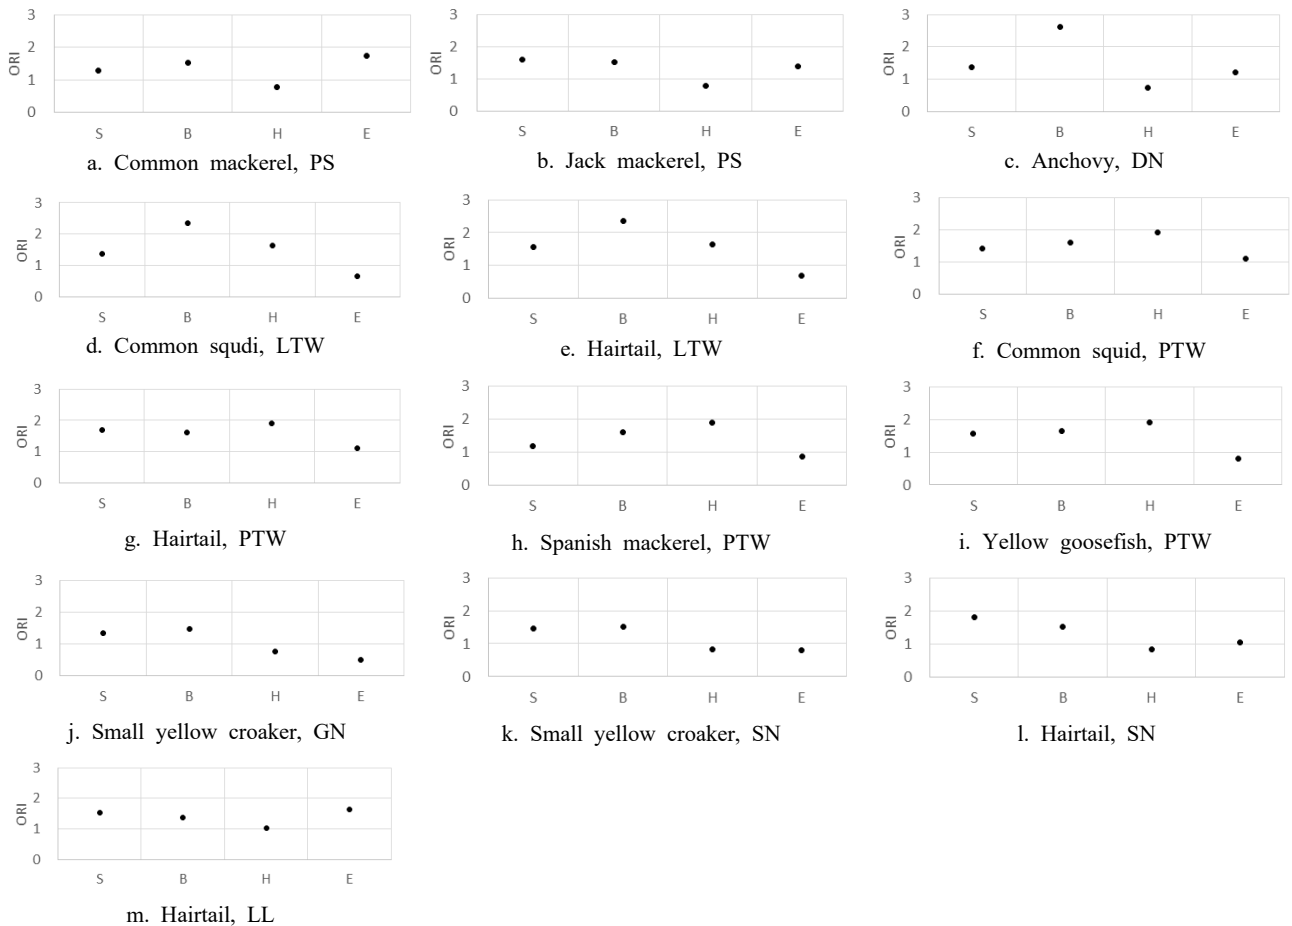 3 3 3
2 2 2
1 1 1
0 0 0
ORI ORI ORI
S B H E S B H E S B H E
a. Common mackerel, PS b. Jack mackerel, PS c. Anchovy, DN
3 3 3
2 2 2
1 1 1
0 0 0
ORI ORI ORI
S B H E S B H E S B H E
d. Common squdi, LTW e. Hairtail, LTW f. Common squid, PTW
3 3 3
2 2 2
1 1 1
0 0 0
ORI ORI ORI
S B H E S B H E S B H E
g. Hairtail, PTW h. Spanish mackerel, PTW i. Yellow goosefish, PTW
3 3 3
2 2 2
1 1 1
0 0 0
ORI ORI ORI
S B H E S B H E S B H E
j. Small yellow croaker, GN k. Small yellow croaker, SN l. Hairtail, SN
3
2
1
0
ORI
S B H E
m. Hairtail, LL